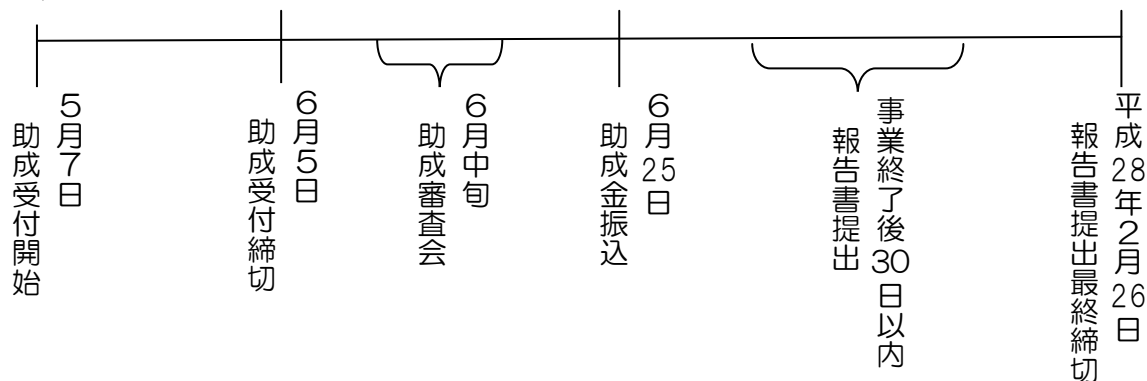 5月7日
助成受付開始
6月5日
助成受付締切
6月中旬
助成審査会
6月25日
助成金振込
事業終了後30日以内
報告書提出
平成28年2月26日
報告書提出最終締切